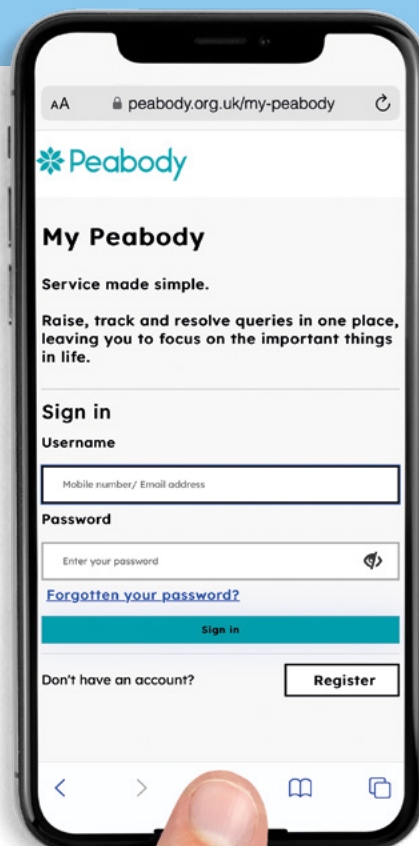 AA peabody.org.uk/my-peabody
Peabody
My Peabody
Service made simple.
Raise, track and resolve queries in one place,
leaving you to focus on the important things
in life.
Sign in
Username
Mobile number/ Email address
Password
Enter your password
Forgotten your password?
Sign in
Don't have an account? Register